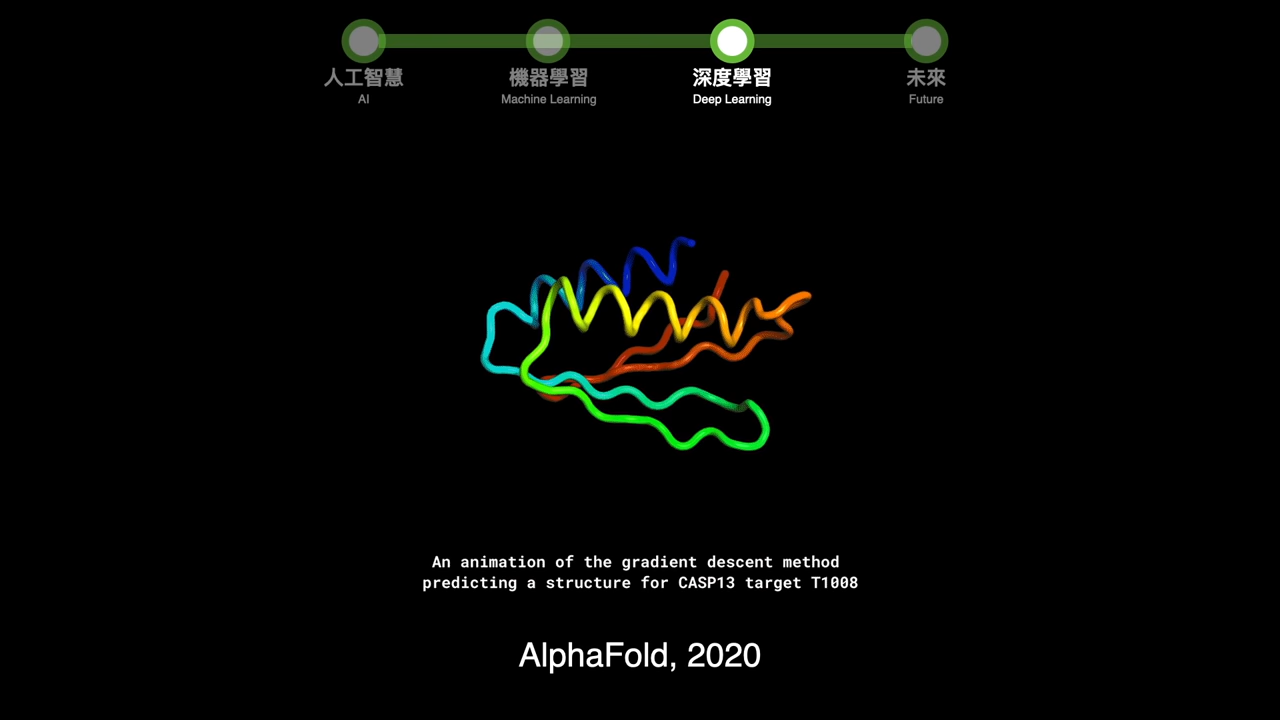 人工智慧
AI
機器學習
Machine Learning
深度學習
Deep Learning
未來
Future
An animation of the gradient descent method
predicting a structure for CASP13 target T1008
AlphaFold, 2020